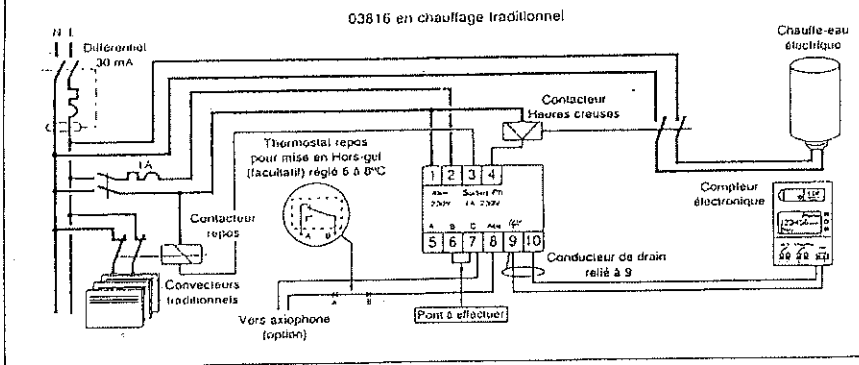 03816 en chauffage traditionnel
N L
Différentiel
30 mA
Chauffe-eau
électrique
Contacteur
Heures creuses
Thermostat repos
pour mise en Hors-gel
(facultatif) réglé 6 à 8°C
1A
1 2 3 4
230V 1A 230V
A B C
5 6 7 8 9 10
Compteur
électronique
Contacteur
repos
A B
Conducteur de drain
relié à 9
Convecteurs
traditionnels
A B
Vers axiophone
(option)
Pont à effectuer